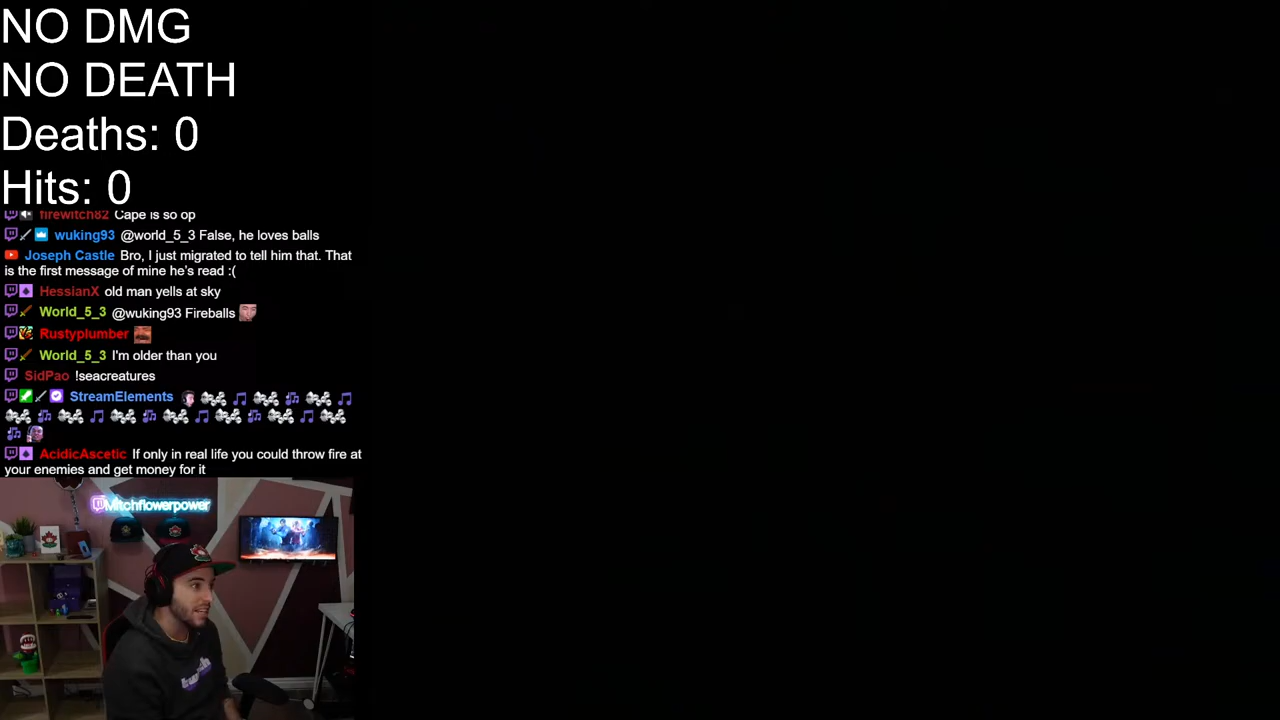 NO DMG
NO DEATH
Deaths: 0
Hits: 0
firewitch82 Cape is so op
wuking93 @world_5_3 False, he loves balls
Joseph Castle Bro, I just migrated to tell him that. That
is the first message of mine he's read :(
HessianX old man yells at sky
World_5_3 @wuking93 Fireballs
Rustyplumber
World_5_3 I'm older than you
SidPao !seacreatures
StreamElements
AcidicAscetic If only in real life you could throw fire at
your enemies and get money for it
Mitchflowerpower